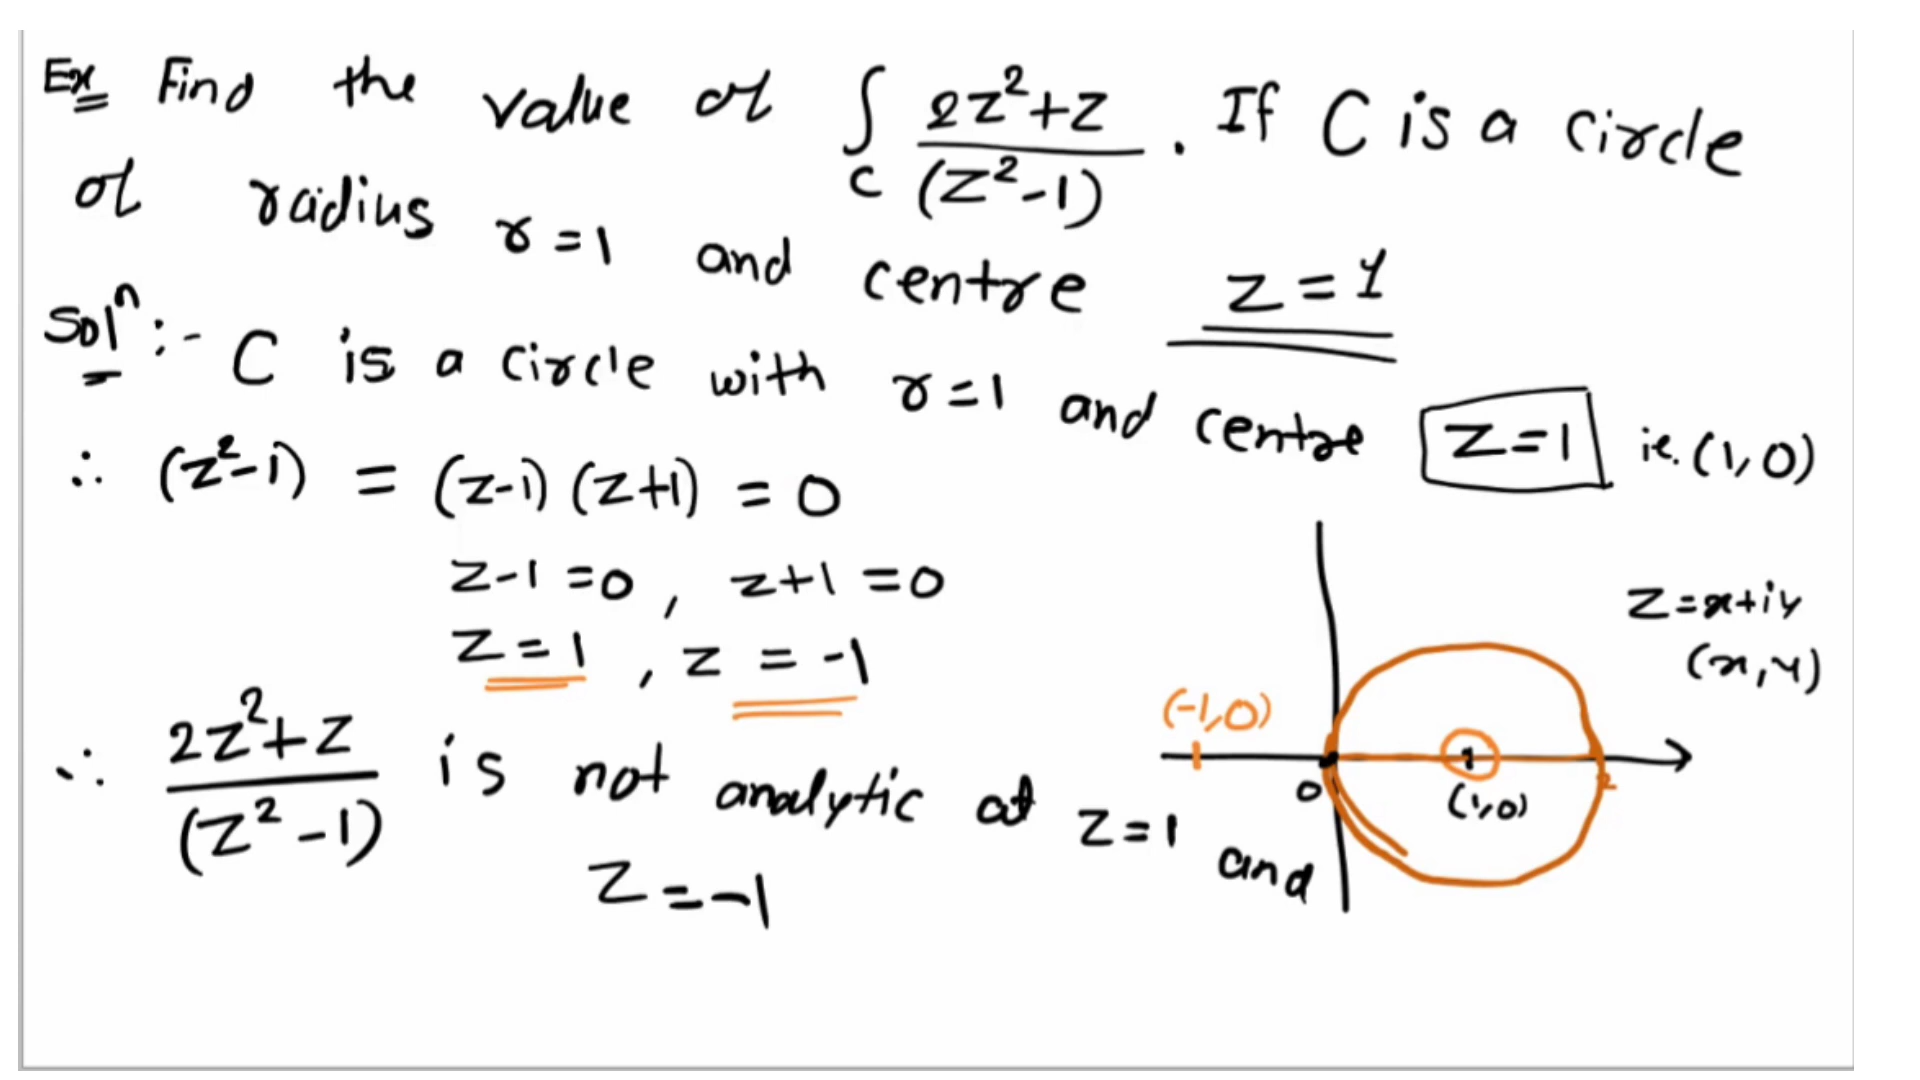 Ex Find the value of ∫_C (2z²+z)/(z²-1) . If C is a circle
of radius r=1 and centre z=1
Solⁿ :- C is a circle with r=1 and centre z=1 ie. (1,0)
∴ (z²-1) = (z-1) (z+1) = 0
z-1=0 , z+1=0
z=1 , z = -1
∴ (2z²+z)/(z²-1) is not analytic at z=1 and
z=-1
z=x+iy
(x,y)
(-1,0)
0
(1,0)
2